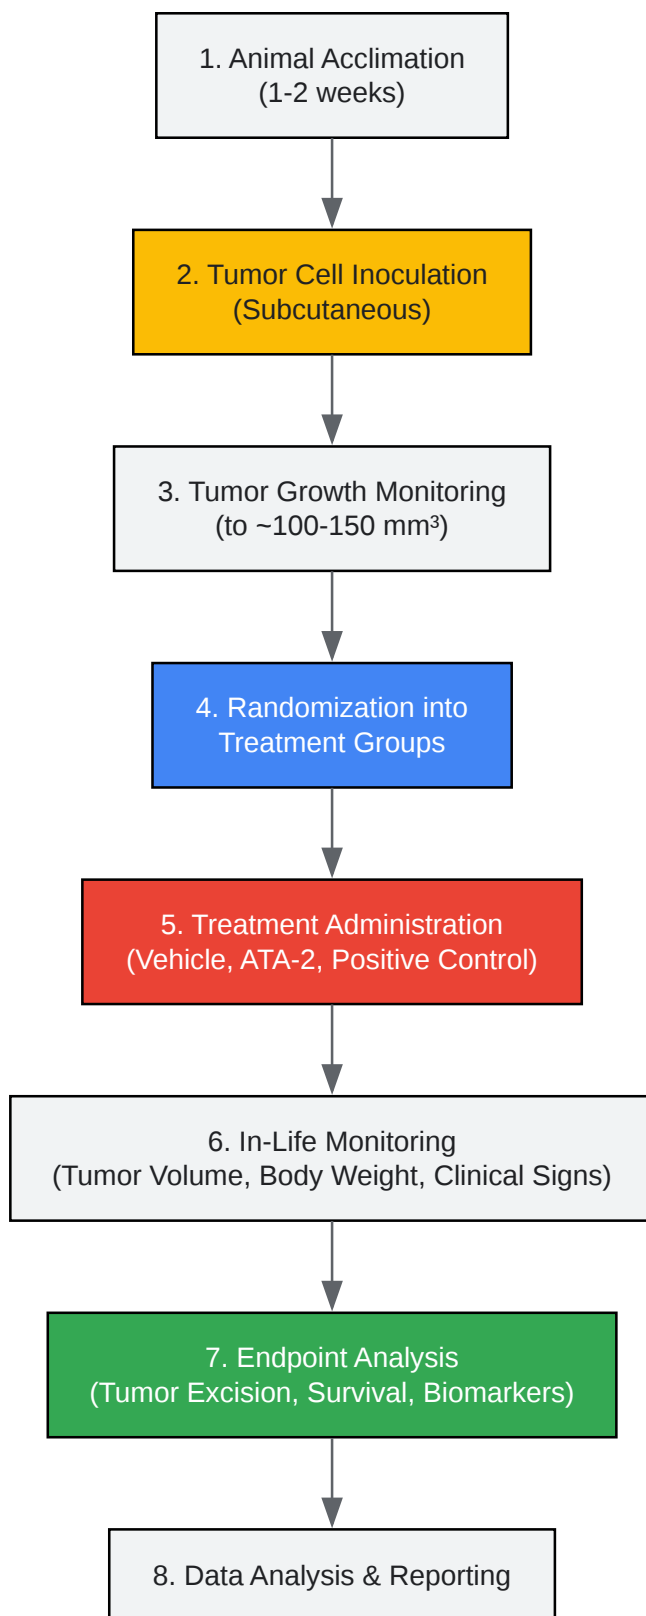 1. Animal Acclimation
(1-2 weeks)
2. Tumor Cell Inoculation
(Subcutaneous)
3. Tumor Growth Monitoring
(to ~100-150 mm³)
4. Randomization into
Treatment Groups
5. Treatment Administration
(Vehicle, ATA-2, Positive Control)
6. In-Life Monitoring
(Tumor Volume, Body Weight, Clinical Signs)
7. Endpoint Analysis
(Tumor Excision, Survival, Biomarkers)
8. Data Analysis & Reporting